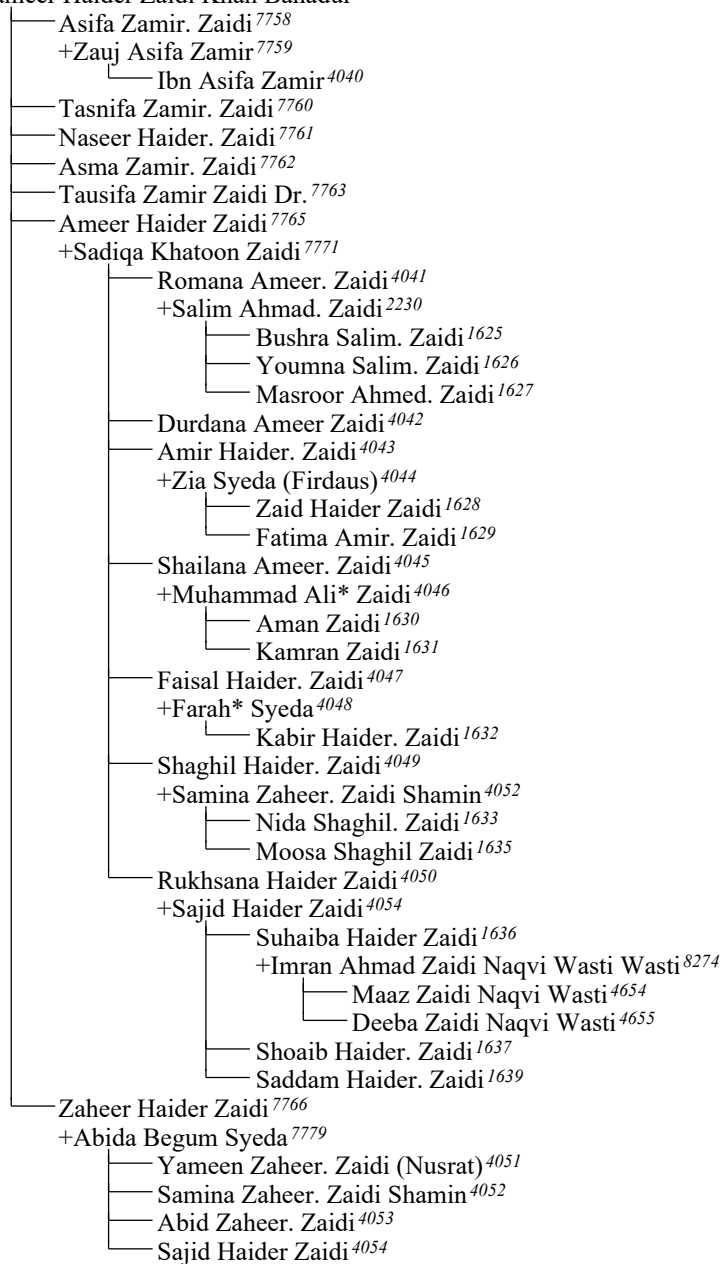 Asifa Zamir. Zaidi 7758
+Zauj Asifa Zamir 7759
Ibn Asifa Zamir 4040
Tasnifa Zamir. Zaidi 7760
Naseer Haider. Zaidi 7761
Asma Zamir. Zaidi 7762
Tausifa Zamir Zaidi Dr. 7763
Ameer Haider Zaidi 7765
+Sadiqa Khatoon Zaidi 7771
Romana Ameer. Zaidi 4041
+Salim Ahmad. Zaidi 2230
Bushra Salim. Zaidi 1625
Youmna Salim. Zaidi 1626
Masroor Ahmed. Zaidi 1627
Durdana Ameer Zaidi 4042
Amir Haider. Zaidi 4043
+Zia Syeda (Firdaus) 4044
Zaid Haider Zaidi 1628
Fatima Amir. Zaidi 1629
Shailana Ameer. Zaidi 4045
+Muhammad Ali* Zaidi 4046
Aman Zaidi 1630
Kamran Zaidi 1631
Faisal Haider. Zaidi 4047
+Farah* Syeda 4048
Kabir Haider. Zaidi 1632
Shaghil Haider. Zaidi 4049
+Samina Zaheer. Zaidi Shamin 4052
Nida Shaghil. Zaidi 1633
Moosa Shaghil Zaidi 1635
Rukhsana Haider Zaidi 4050
+Sajid Haider Zaidi 4054
Suhaiba Haider Zaidi 1636
+Imran Ahmad Zaidi Naqvi Wasti Wasti 8274
Maaz Zaidi Naqvi Wasti 4654
Deeba Zaidi Naqvi Wasti 4655
Shoaib Haider. Zaidi 1637
Saddam Haider. Zaidi 1639
Zaheer Haider Zaidi 7766
+Abida Begum Syeda 7779
Yameen Zaheer. Zaidi (Nusrat) 4051
Samina Zaheer. Zaidi Shamin 4052
Abid Zaheer. Zaidi 4053
Sajid Haider Zaidi 4054